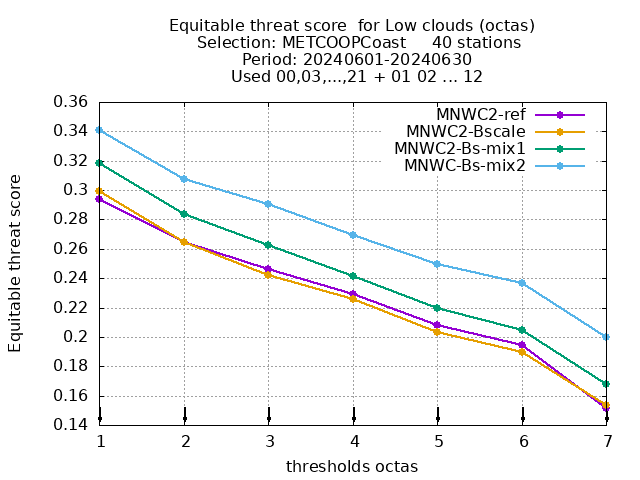 Equitable threat score  for Low clouds (octas)
Selection: METCOOPCoast     40 stations
Period: 20240601-20240630
Used 00,03,...,21 + 01 02 ... 12
Equitable threat score
0.36
0.34
0.32
0.3
0.28
0.26
0.24
0.22
0.2
0.18
0.16
0.14
MNWC2-ref
MNWC2-Bscale
MNWC2-Bs-mix1
MNWC-Bs-mix2
1 2 3 4 5 6 7
thresholds octas